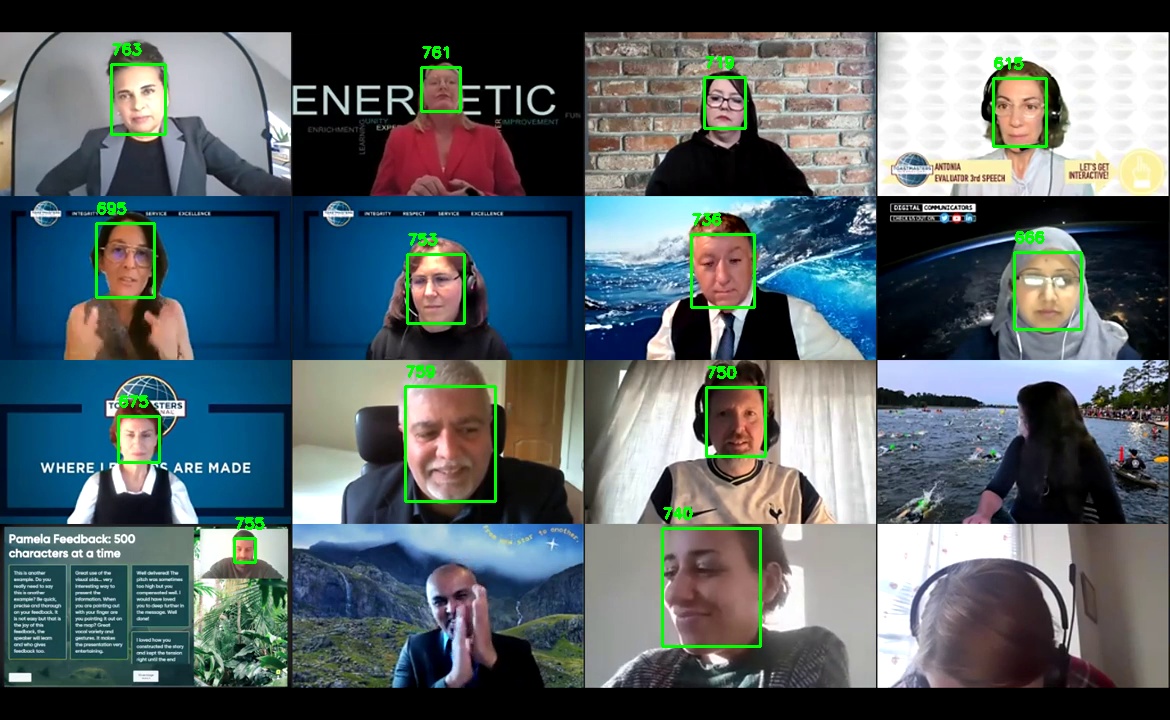 763
761
719
615
ENERGETIC
EQUITY
FUN
ENRICHMENT
IMPROVEMENT
LEARNING
TOASTMASTERS
ANTONIA
EVALUATOR 3rd SPEECH
LET'S GET
INTERACTIVE!
695
753
736
666
INTEGRITY
SERVICE
EXCELLENCE
INTEGRITY
RESPECT
SERVICE
EXCELLENCE
DIGITAL COMMUNICATORS
CHECK US OUT ON
759
750
WHERE LEADERS ARE MADE
755
740
Pamela Feedback: 500
characters at a time
This is another
example. Do you
really need to say
this is another
example? Be quick,
precise and thorough
on your feedback. It
is not easy but that is
the joy of this
feedback, the
speaker will learn
and who gives
feedback too.
Great use of the
visual aids... very
interesting way to
present the
information. When
you are pointing out
with your finger are
you pointing it out on
the map? Great
vocal variety and
gestures. It makes
the presentation very
entertaining.
Well delivered! The
pitch was sometimes
too high but you
compensated well. I
would have loved
you to deep further in
the message. Well
done!
I loved how you
constructed the story
and kept the tension
right until the end
from one star to another.